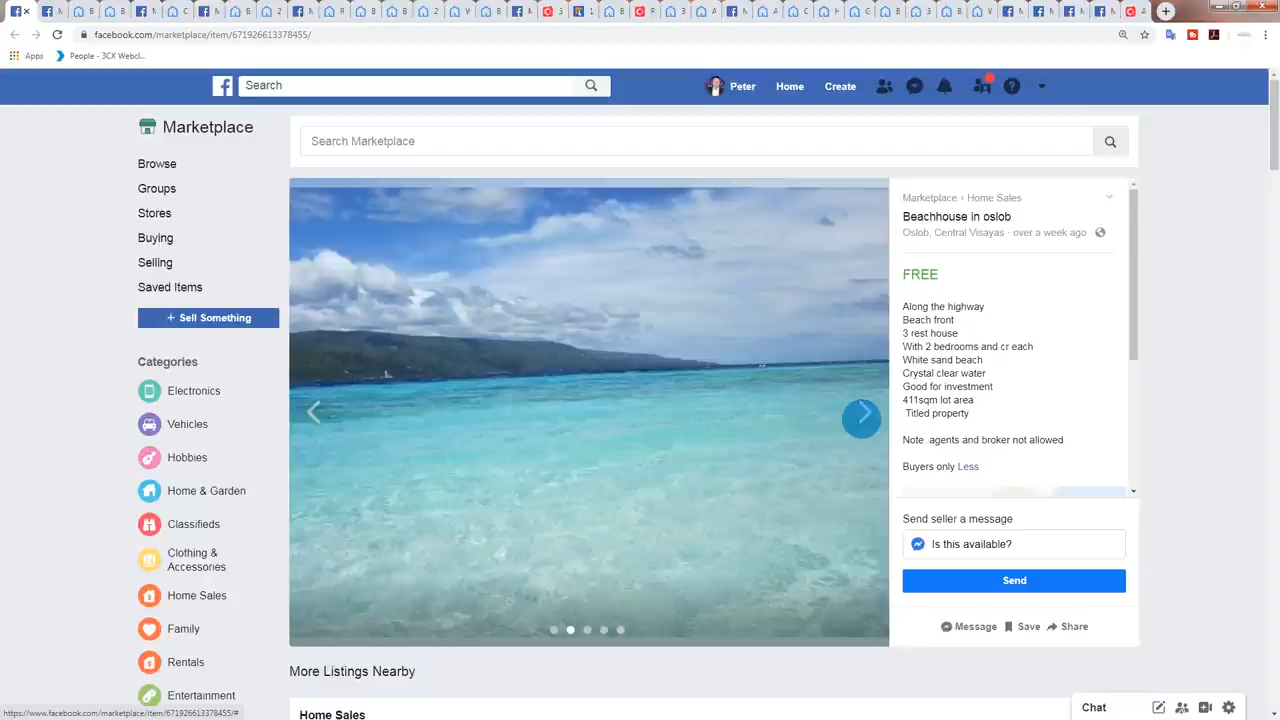 facebook.com/marketplace/item/671926613378455/
Apps
People - 3CX Webcl...
Search
Peter
Home
Create
Marketplace
Search Marketplace
Browse
Groups
Stores
Buying
Selling
Saved Items
+ Sell Something
Categories
Electronics
Vehicles
Hobbies
Home & Garden
Classifieds
Clothing &
Accessories
Home Sales
Family
Rentals
Entertainment
Marketplace › Home Sales
Beachhouse in oslob
Oslob, Central Visayas · over a week ago
FREE
Along the highway
Beach front
3 rest house
With 2 bedrooms and cr each
White sand beach
Crystal clear water
Good for investment
411sqm lot area
Titled property
Note agents and broker not allowed
Buyers only Less
Send seller a message
Is this available?
Send
Message
Save
Share
More Listings Nearby
Home Sales
Chat
https://www.facebook.com/marketplace/item/671926613378455/#